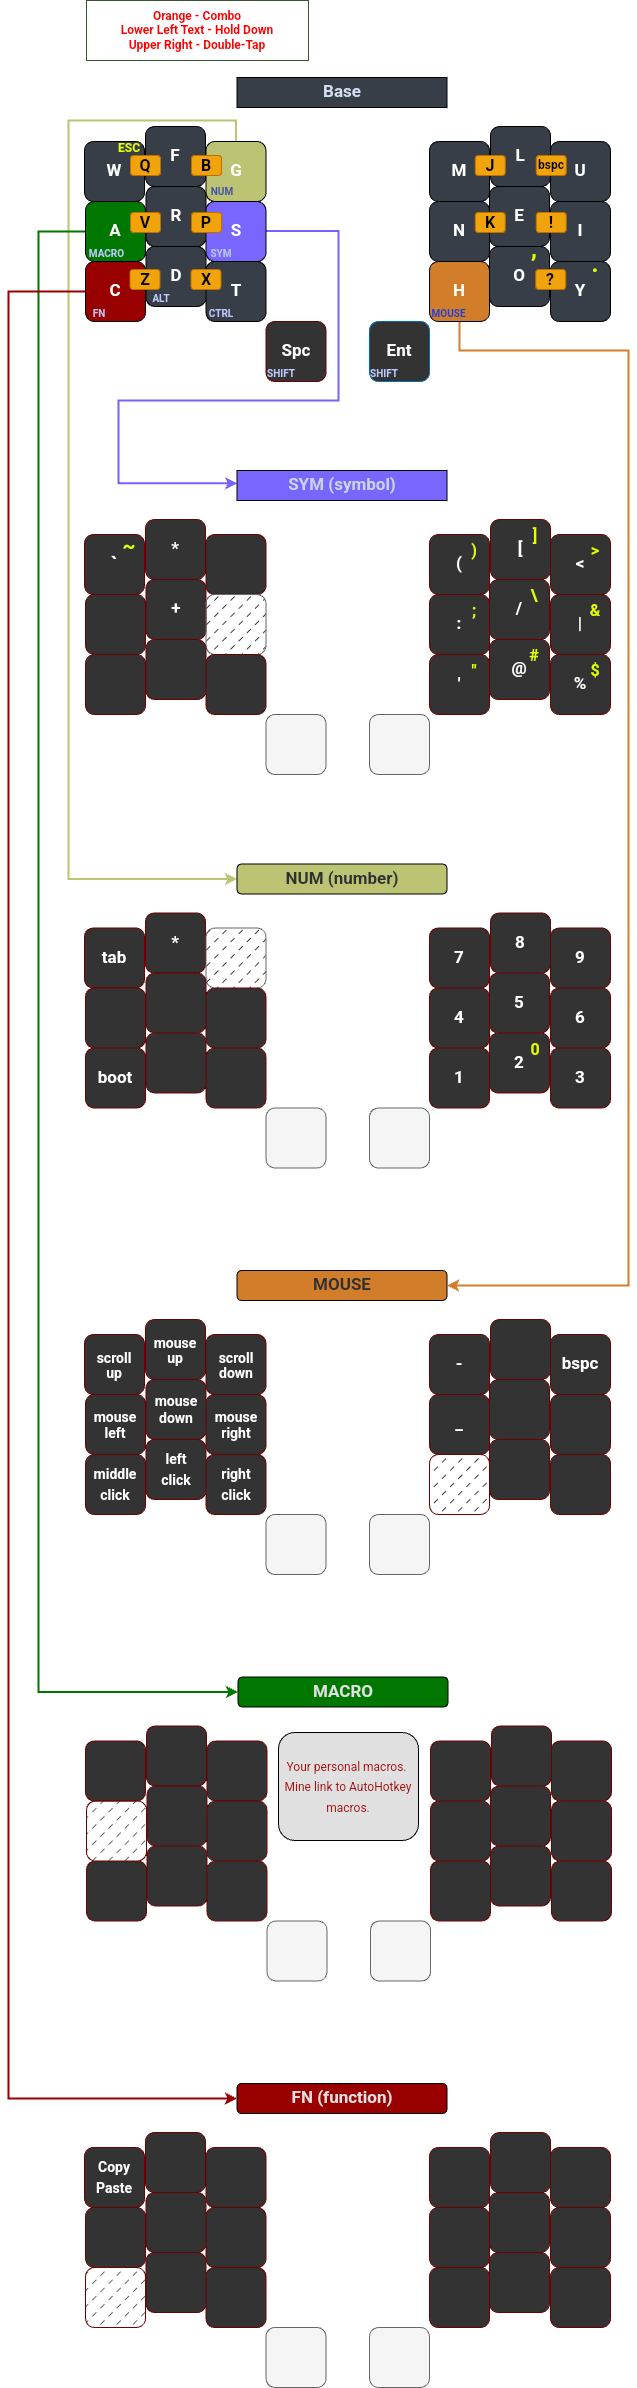 Orange - Combo
Lower Left Text - Hold Down
Upper Right - Double-Tap
Base
ESC
W Q F B G
NUM
M J L bspc U
A V R P S
MACRO SYM
N K E ! I
C Z D X T
FN ALT CTRL
H O , ? Y .
MOUSE
Spc Ent
SHIFT SHIFT
SYM (symbol)
` ~ * ( ) [ ] < >
+ : ; / \ | &
' " @ # % $
NUM (number)
tab * 7 8 9
4 5 6
boot 1 2 0 3
MOUSE
scroll
up
mouse
up
scroll
down
- bspc
mouse
left
mouse
down
mouse
right
_
middle
click
left
click
right
click
MACRO
Your personal macros.
Mine link to AutoHotkey
macros.
FN (function)
Copy
Paste